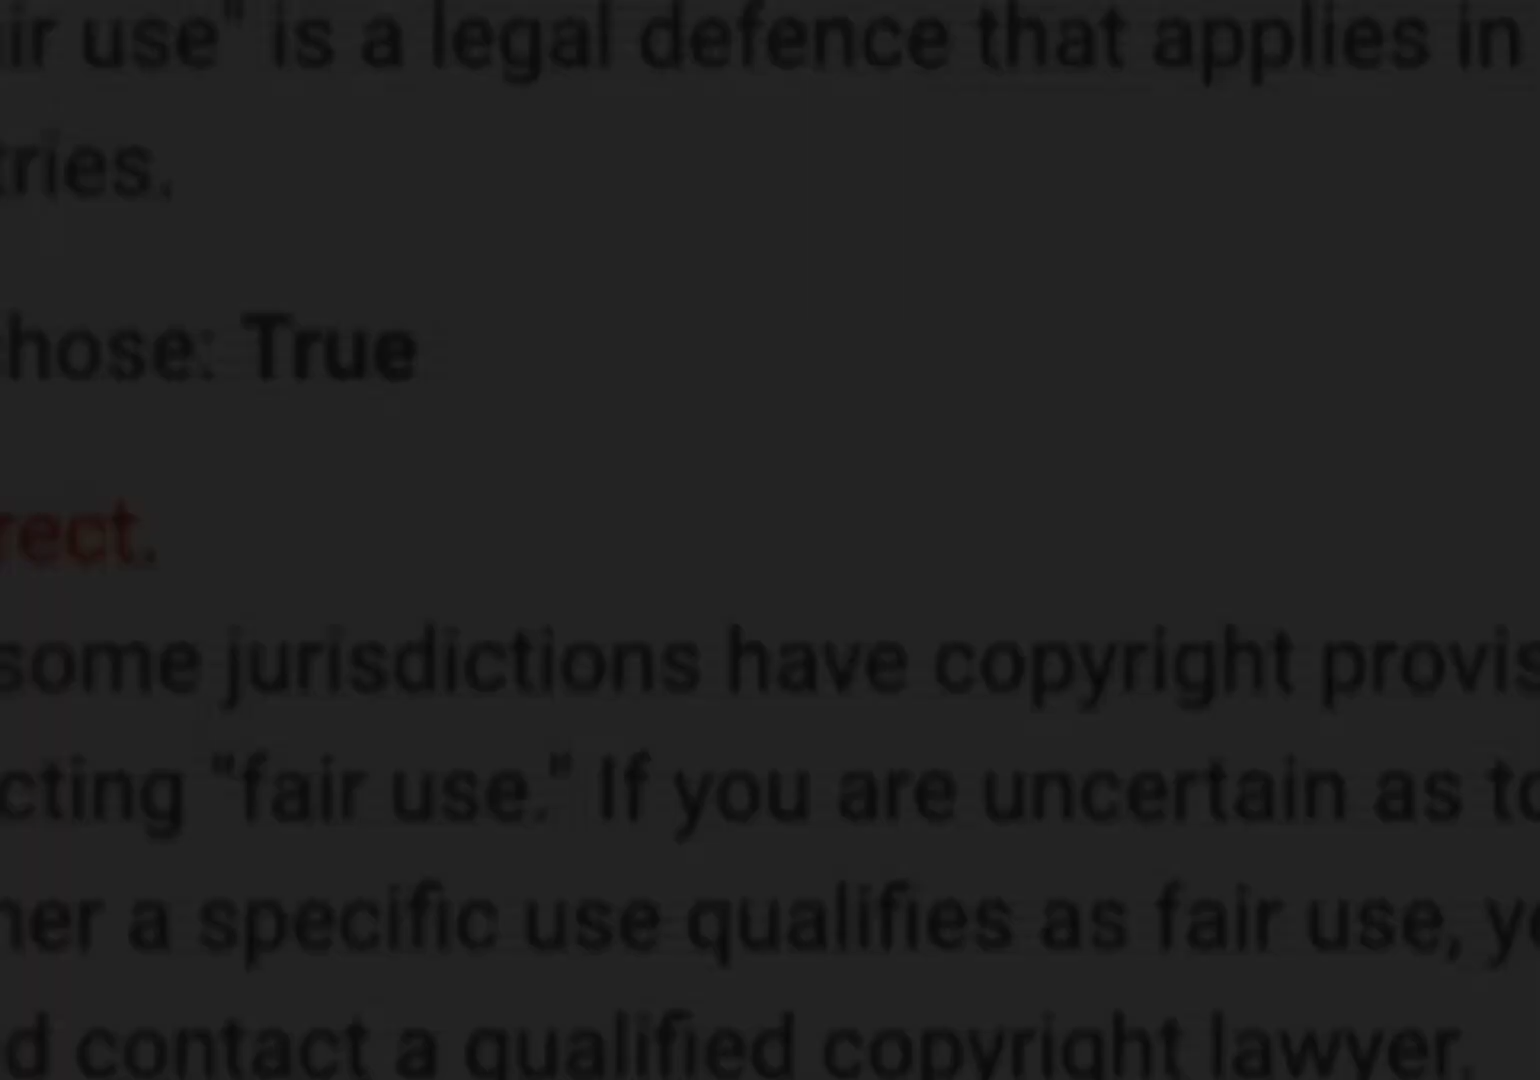 ir use" is a legal defence that applies in
tries.
hose: True
rect.
some jurisdictions have copyright provis
cting "fair use." If you are uncertain as to
her a specific use qualifies as fair use, yo
d contact a qualified copyright lawyer.